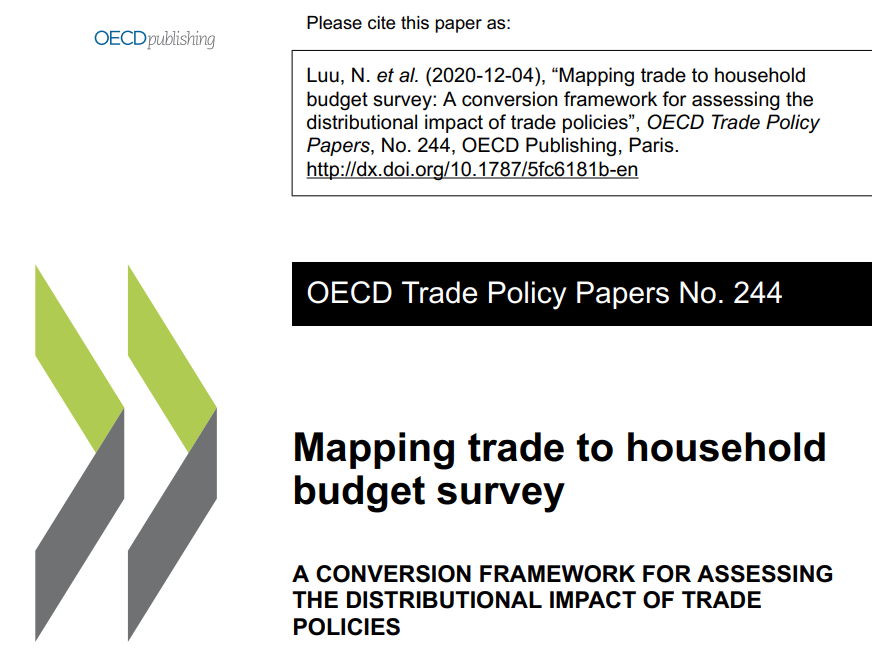 OECDpublishing
Please cite this paper as:
Luu, N. et al. (2020-12-04), “Mapping trade to household
budget survey: A conversion framework for assessing the
distributional impact of trade policies”, OECD Trade Policy
Papers, No. 244, OECD Publishing, Paris.
http://dx.doi.org/10.1787/5fc6181b-en
OECD Trade Policy Papers No. 244
Mapping trade to household
budget survey
A CONVERSION FRAMEWORK FOR ASSESSING
THE DISTRIBUTIONAL IMPACT OF TRADE
POLICIES